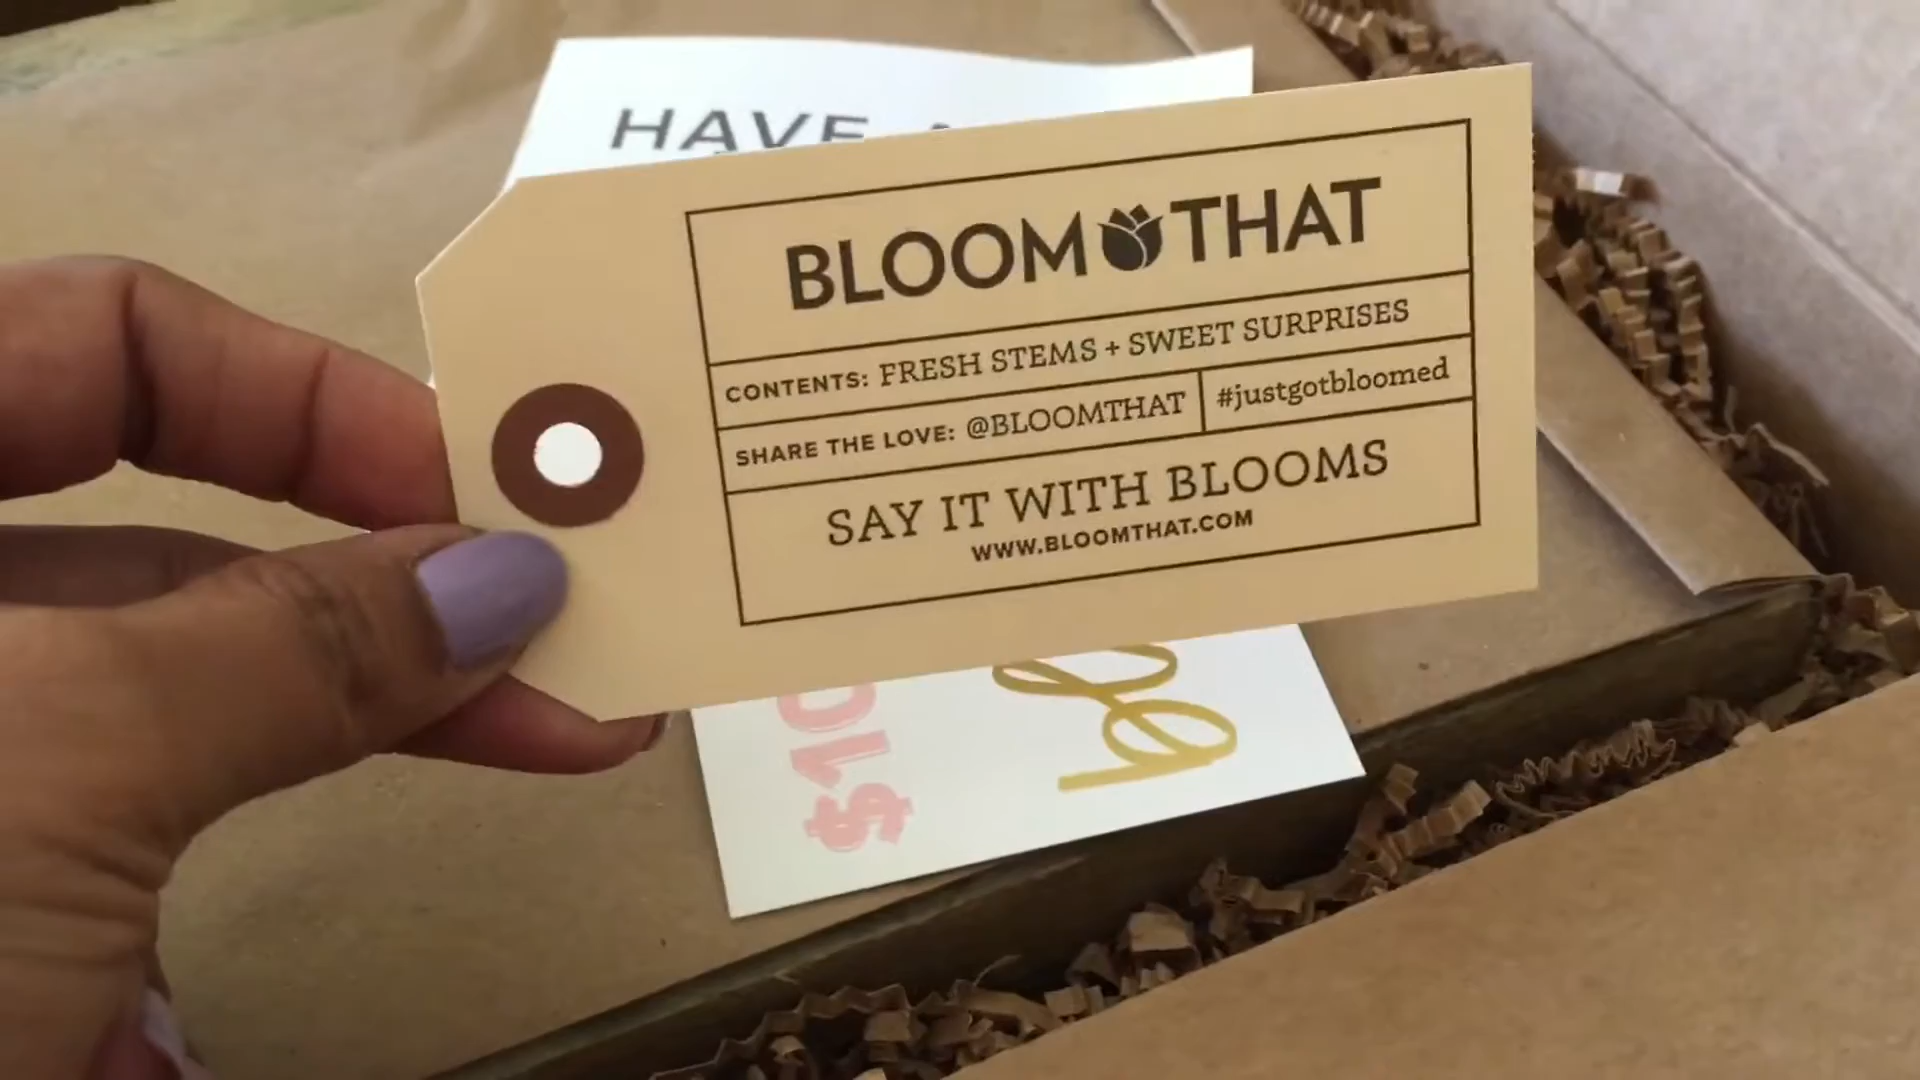 HAVE
BLOOM THAT
CONTENTS: FRESH STEMS + SWEET SURPRISES
SHARE THE LOVE: @BLOOMTHAT #justgotbloomed
SAY IT WITH BLOOMS
WWW.BLOOMTHAT.COM